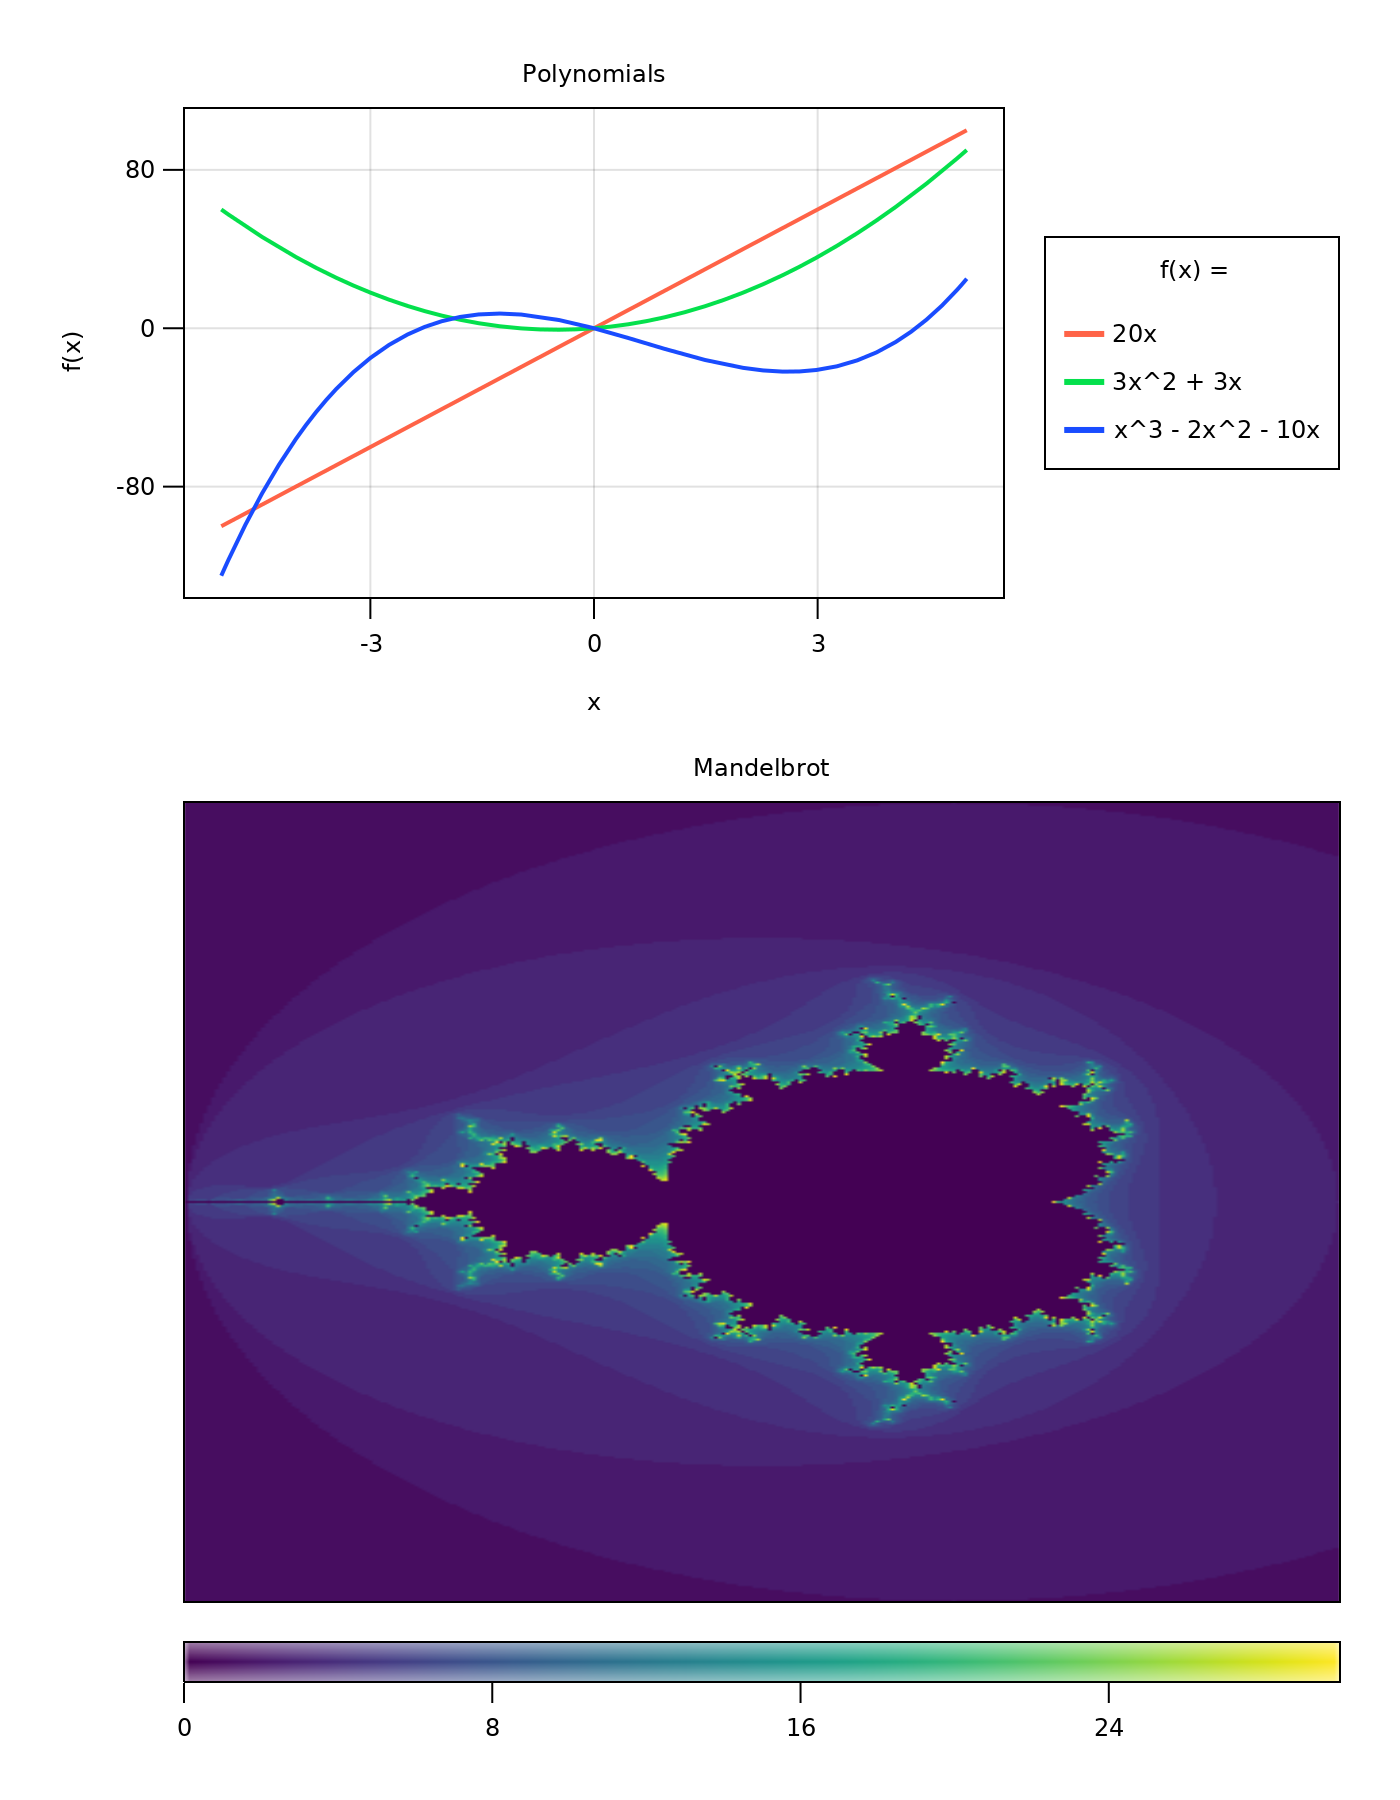 Polynomials
80
0
-80
f(x)
-3 0 3
x
f(x) =
20x
3x^2 + 3x
x^3 - 2x^2 - 10x
Mandelbrot
0 8 16 24